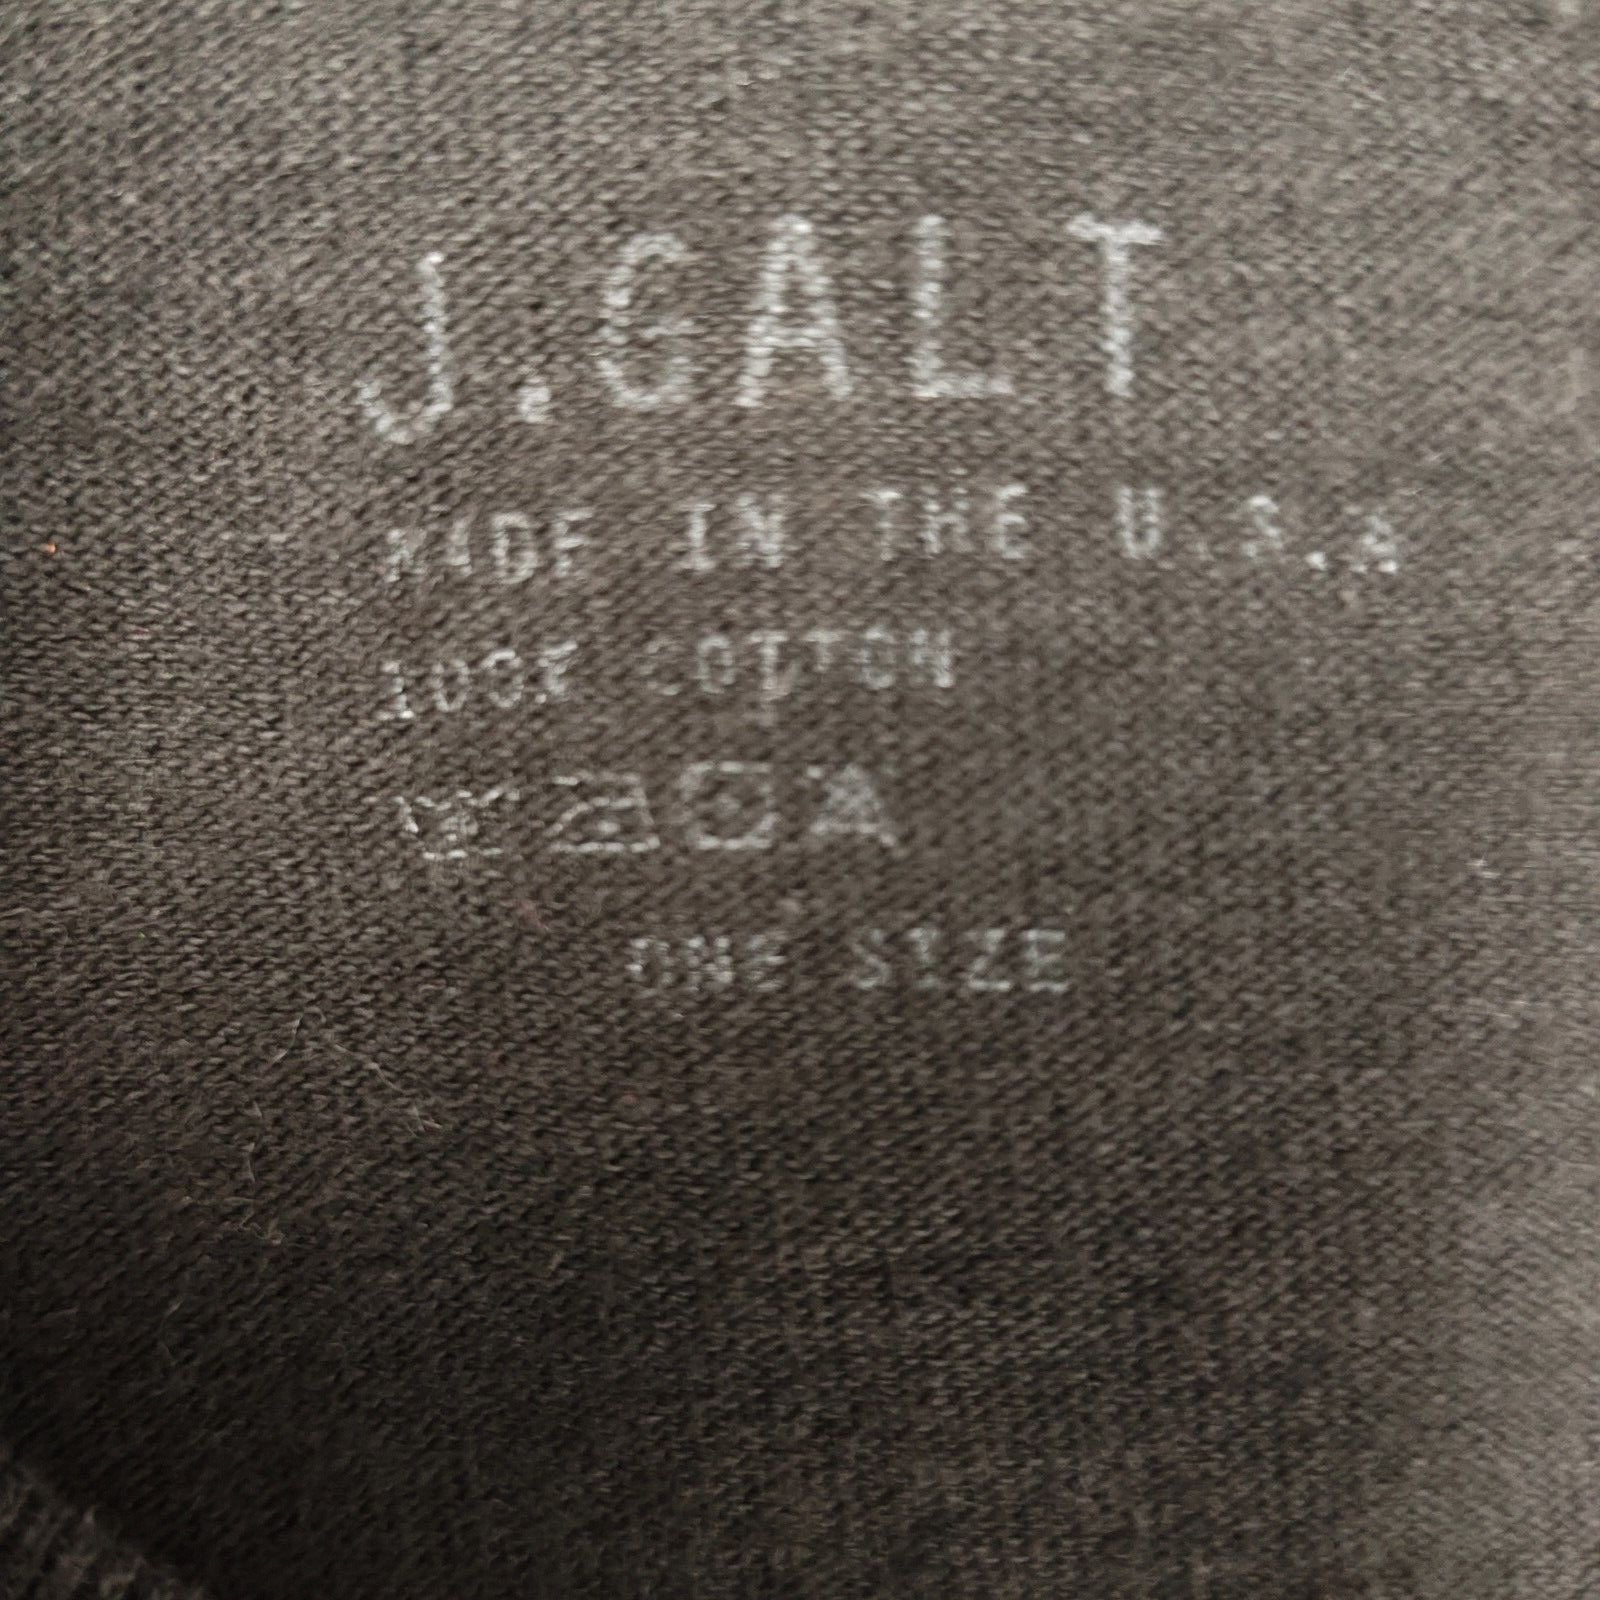 J.GALT
MADE IN THE U.S.A
100% COTTON
ONE SIZE